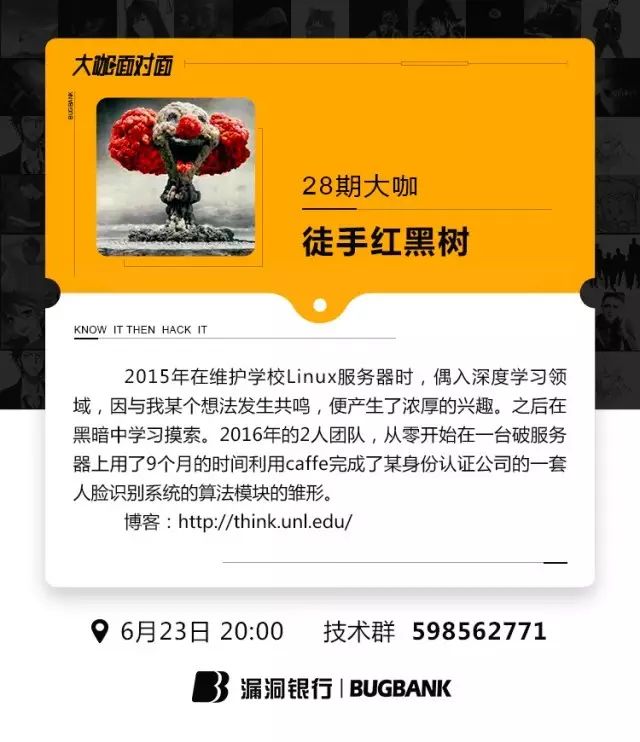 大咖面对面
BUGBANK
28期大咖
徒手红黑树
KNOW IT THEN HACK IT
2015年在维护学校Linux服务器时，偶入深度学习领
域，因与我某个想法发生共鸣，便产生了浓厚的兴趣。之后在
黑暗中学习摸索。2016年的2人团队，从零开始在一台破服务
器上用了9个月的时间利用caffe完成了某身份认证公司的一套
人脸识别系统的算法模块的雏形。
博客：http://think.unl.edu/
6月23日 20:00 技术群 598562771
漏洞银行 | BUGBANK